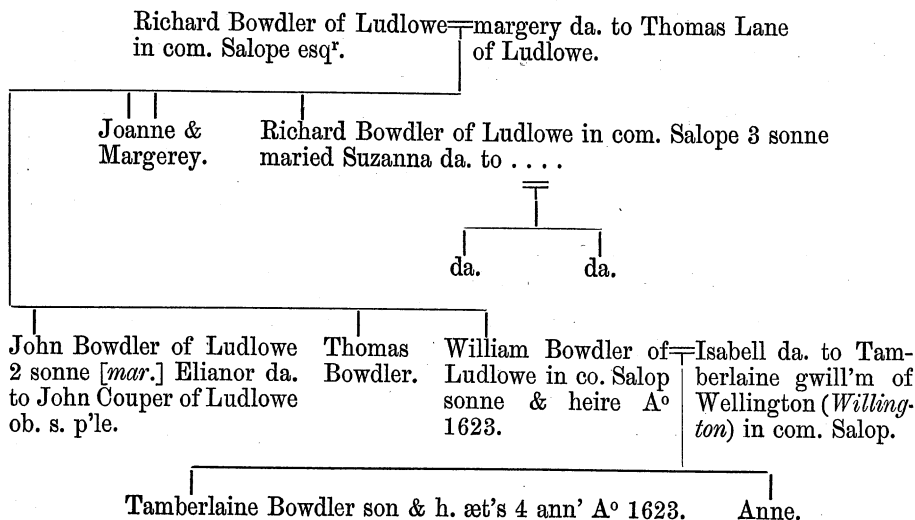 Richard Bowdler of Ludlowe
in com. Salope esqʳ.
margery da. to Thomas Lane
of Ludlowe.
Joanne &
Margerey.
Richard Bowdler of Ludlowe in com. Salope 3 sonne
maried Suzanna da. to . . . .
da.
da.
John Bowdler of Ludlowe
2 sonne [mar.] Elianor da.
to John Couper of Ludlowe
ob. s. p'le.
Thomas
Bowdler.
William Bowdler of
Ludlowe in co. Salop
sonne & heire Aº
1623.
Isabell da. to Tam-
berlaine gwill'm of
Wellington (Willing-
ton) in com. Salop.
Tamberlaine Bowdler son & h. æt's 4 ann' Aº 1623.
Anne.